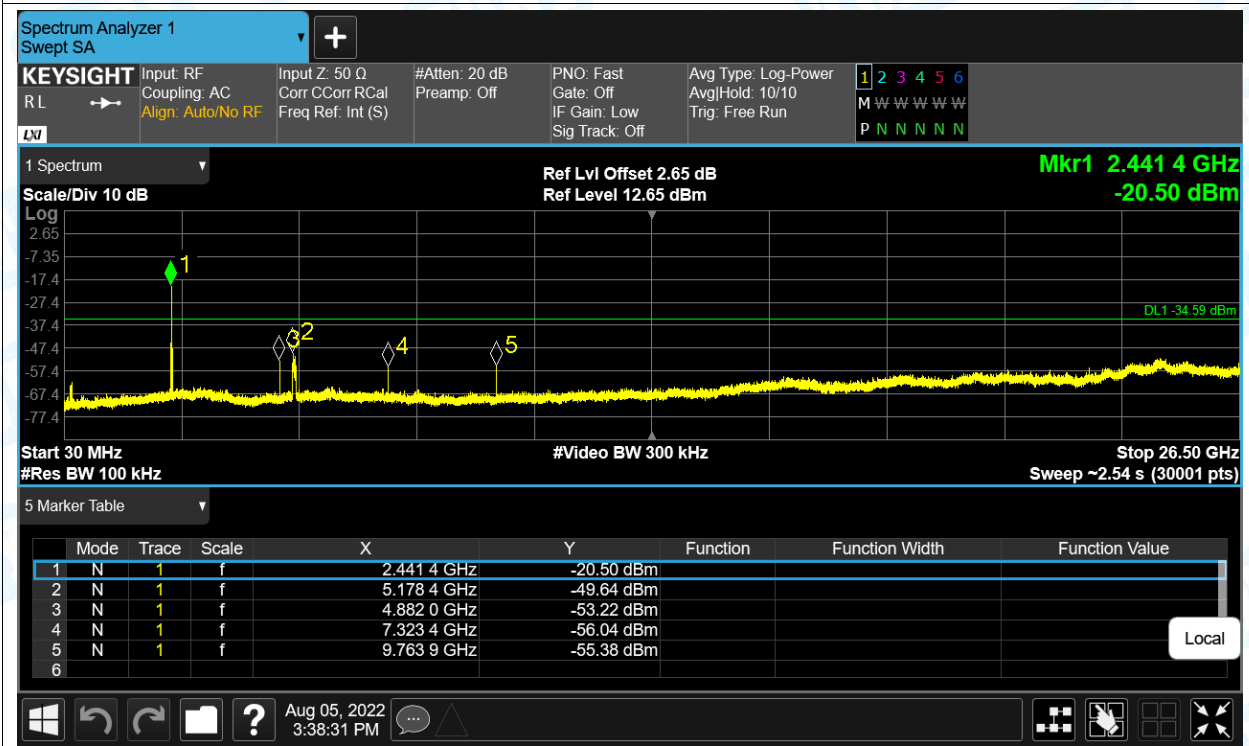 Spectrum Analyzer 1
Swept SA
KEYSIGHT Input: RF Input Z: 50 Ω #Atten: 20 dB PNO: Fast Avg Type: Log-Power 1 2 3 4 5 6
R L Coupling: AC Corr CCorr RCal Preamp: Off Gate: Off Avg|Hold: 10/10 M W W W W W W
Align: Auto/No RF Freq Ref: Int (S) IF Gain: Low Trig: Free Run
LXI Sig Track: Off P N N N N N N
1 Spectrum Ref Lvl Offset 2.65 dB Mkr1 2.441 4 GHz
Scale/Div 10 dB Ref Level 12.65 dBm -20.50 dBm
Log
2.65
-7.35 1
-17.4
-27.4 DL1 -34.59 dBm
-37.4 3 2 4 5
-47.4
-57.4
-67.4
-77.4
Start 30 MHz #Video BW 300 kHz Stop 26.50 GHz
#Res BW 100 kHz Sweep ~2.54 s (30001 pts)
5 Marker Table
Mode Trace Scale X Y Function Function Width Function Value
1 N 1 f 2.441 4 GHz -20.50 dBm
2 N 1 f 5.178 4 GHz -49.64 dBm
3 N 1 f 4.882 0 GHz -53.22 dBm
4 N 1 f 7.323 4 GHz -56.04 dBm
5 N 1 f 9.763 9 GHz -55.38 dBm
6
Local
? Aug 05, 2022
3:38:31 PM